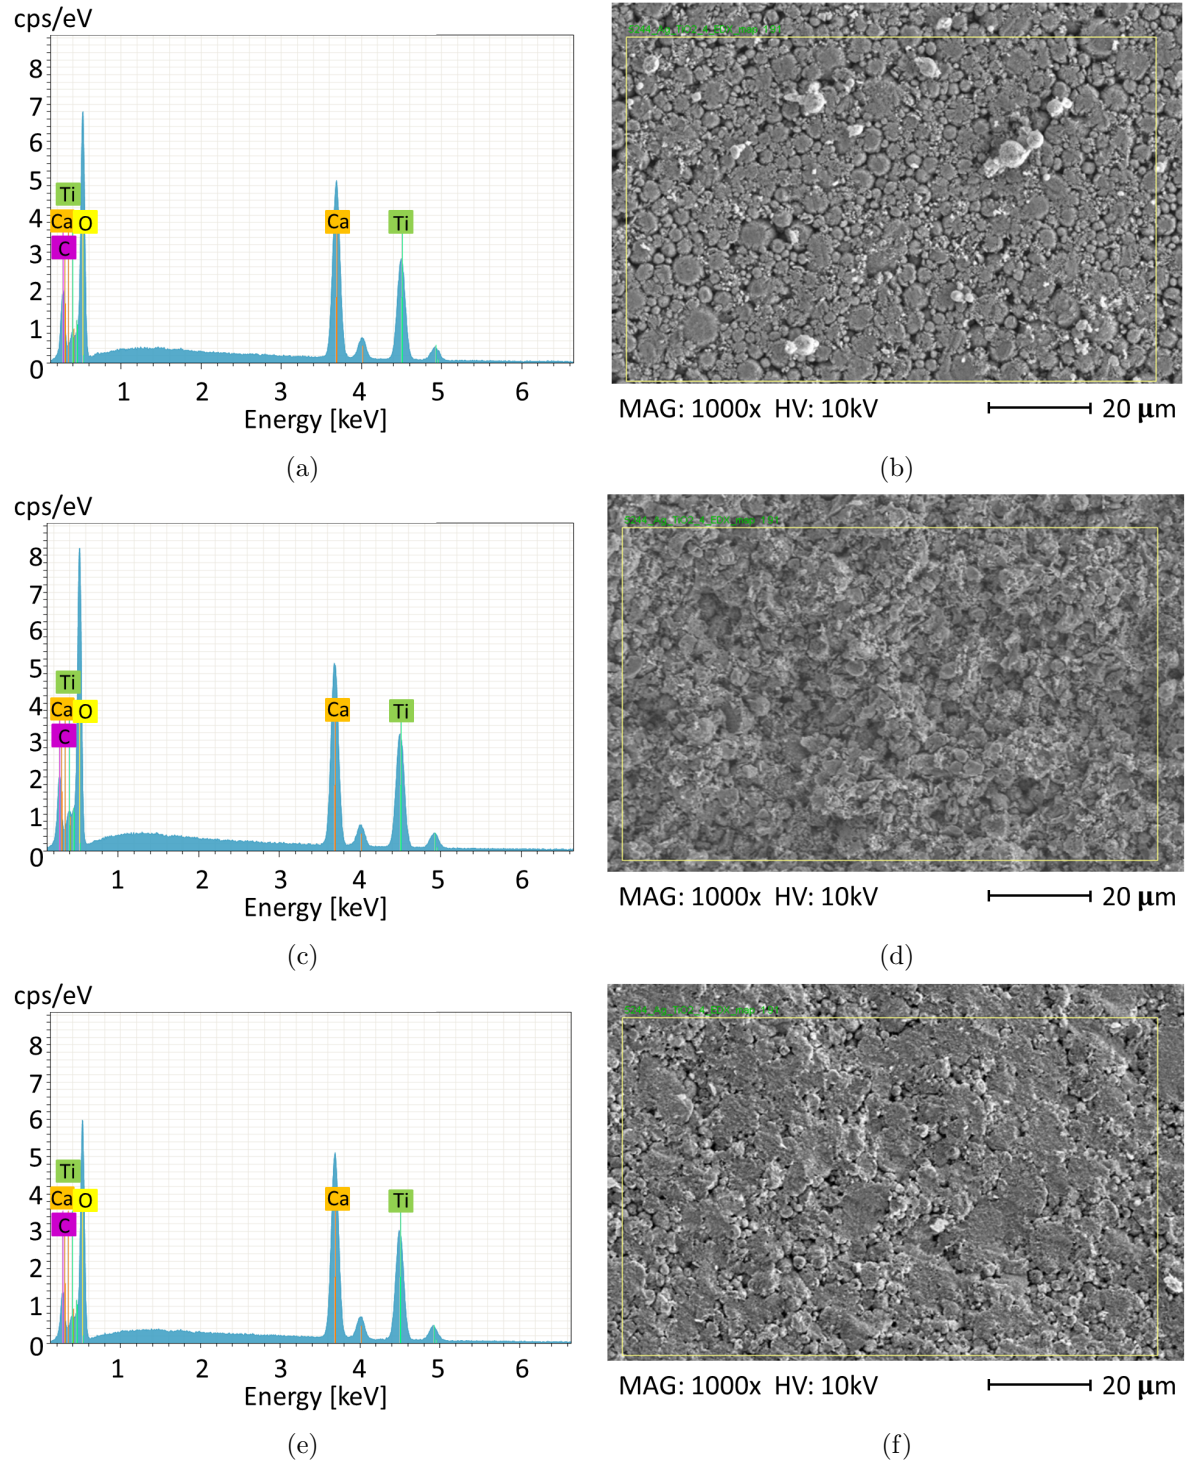 cps/eV
8
7
6
5
4
3
2
1
0
Ti
Ca O
C
Ca
Ti
1 2 3 4 5 6
Energy [keV]
MAG: 1000x HV: 10kV
20 µm
(a)
(b)
cps/eV
8
7
6
5
4
3
2
1
0
Ti
Ca O
C
Ca
Ti
1 2 3 4 5 6
Energy [keV]
MAG: 1000x HV: 10kV
20 µm
(c)
(d)
cps/eV
8
7
6
5
4
3
2
1
0
Ti
Ca O
C
Ca
Ti
1 2 3 4 5 6
Energy [keV]
MAG: 1000x HV: 10kV
20 µm
(e)
(f)